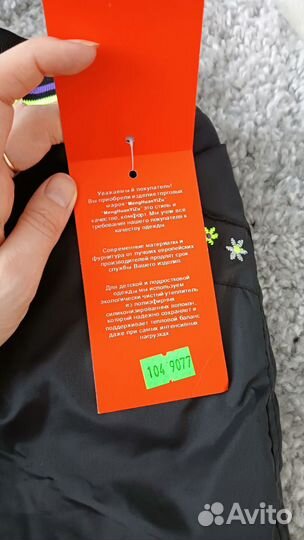 Уважаемый покупатель!
Вы приобрели изделие торговых
марок "MengHuanYiZu" и
"MengHuanYiZu" это стиль и
качество, комфорт. Мы учли все
требования нашего покупателя к
качеству одежды.
Современные материалы и
фурнитура от лучших европейских
производителей продлят срок
службы Вашего изделия.
Для детской и подростковой
одежды мы используем
экологически чистый утеплитель
из полиэфирных
силиконизированных волокон,
который надежно сохраняет и
поддерживает тепловой баланс
даже при самых интенсивных
нагрузках.
104 9077
Avito